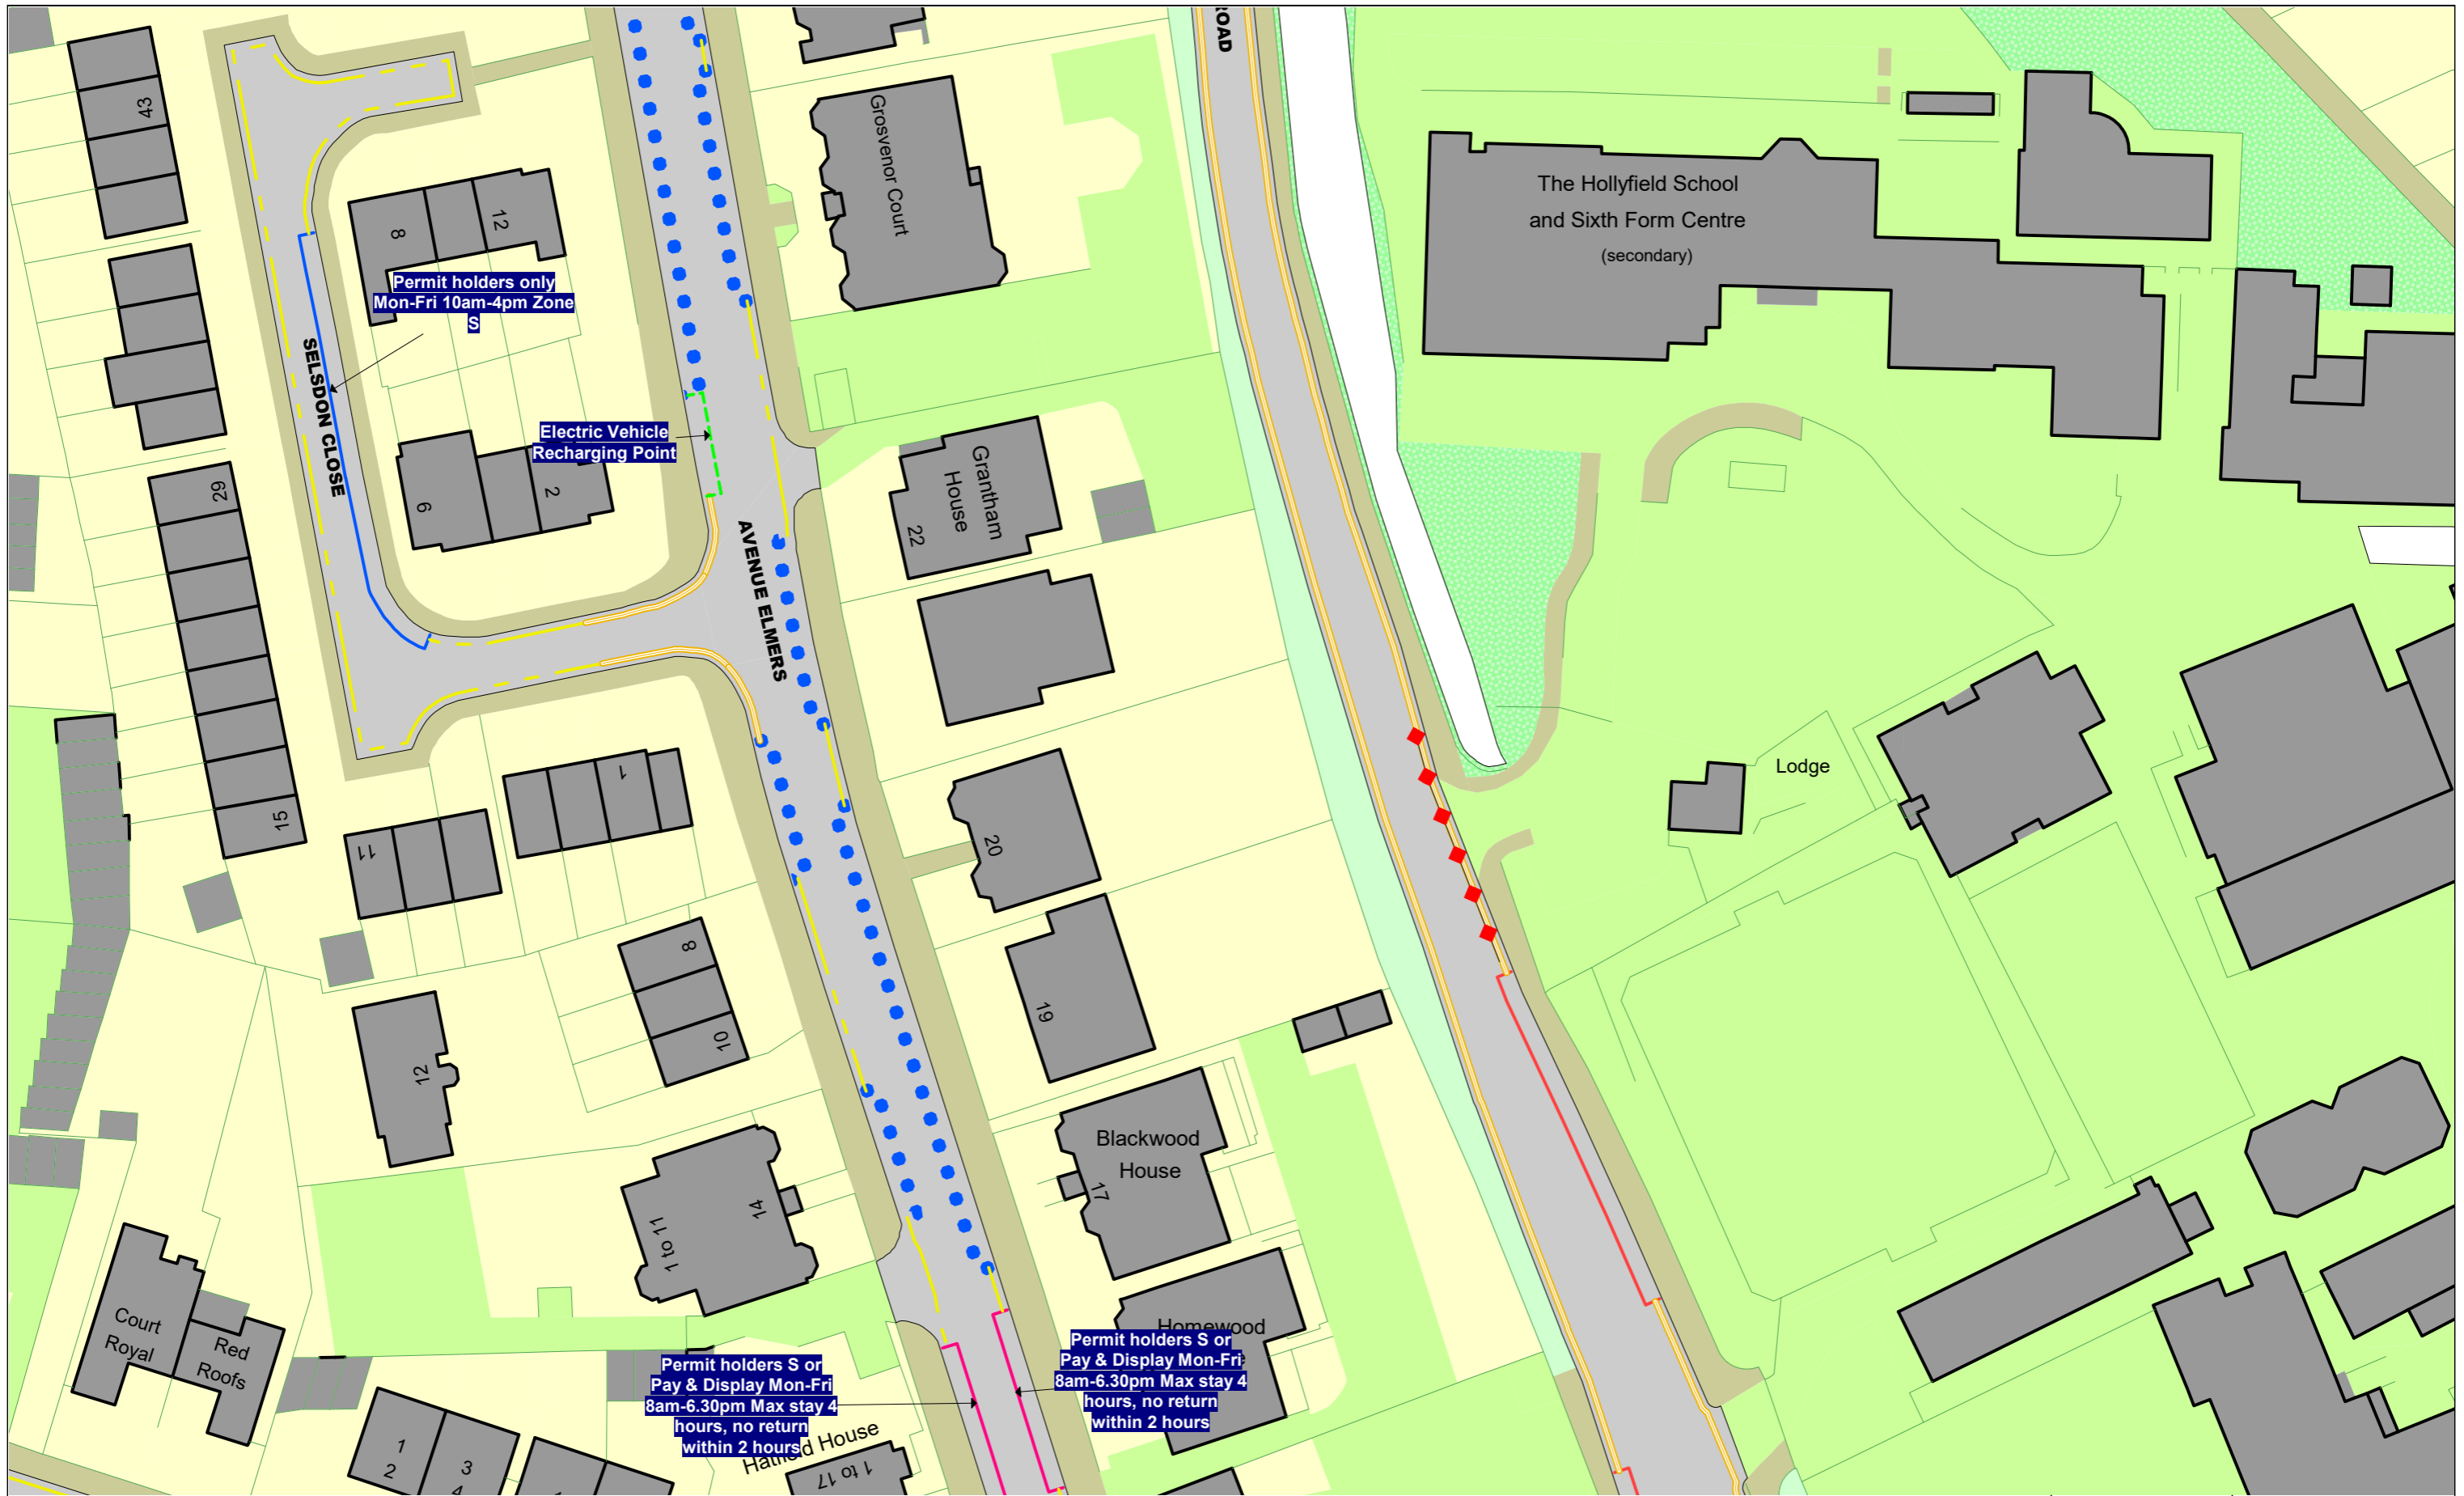 ROAD
43
Grosvenor Court
The Hollyfield School
and Sixth Form Centre
(secondary)
8
12
Permit holders only
Mon-Fri 10am-4pm Zone
S
SELSDON CLOSE
Electric Vehicle
Recharging Point
Grantham
House
22
29
6
2
AVENUE ELMERS
Lodge
1
15
11
20
8
19
10
12
Blackwood
House
17
14
1 to 11
Court
Royal
Red
Roofs
Homewood
Permit holders S or
Pay & Display Mon-Fri
8am-6.30pm Max stay 4
hours, no return
within 2 hours
Permit holders S or
Pay & Display Mon-Fri
8am-6.30pm Max stay 4
hours, no return
within 2 hours
House
1 to 17
1
2
3
4